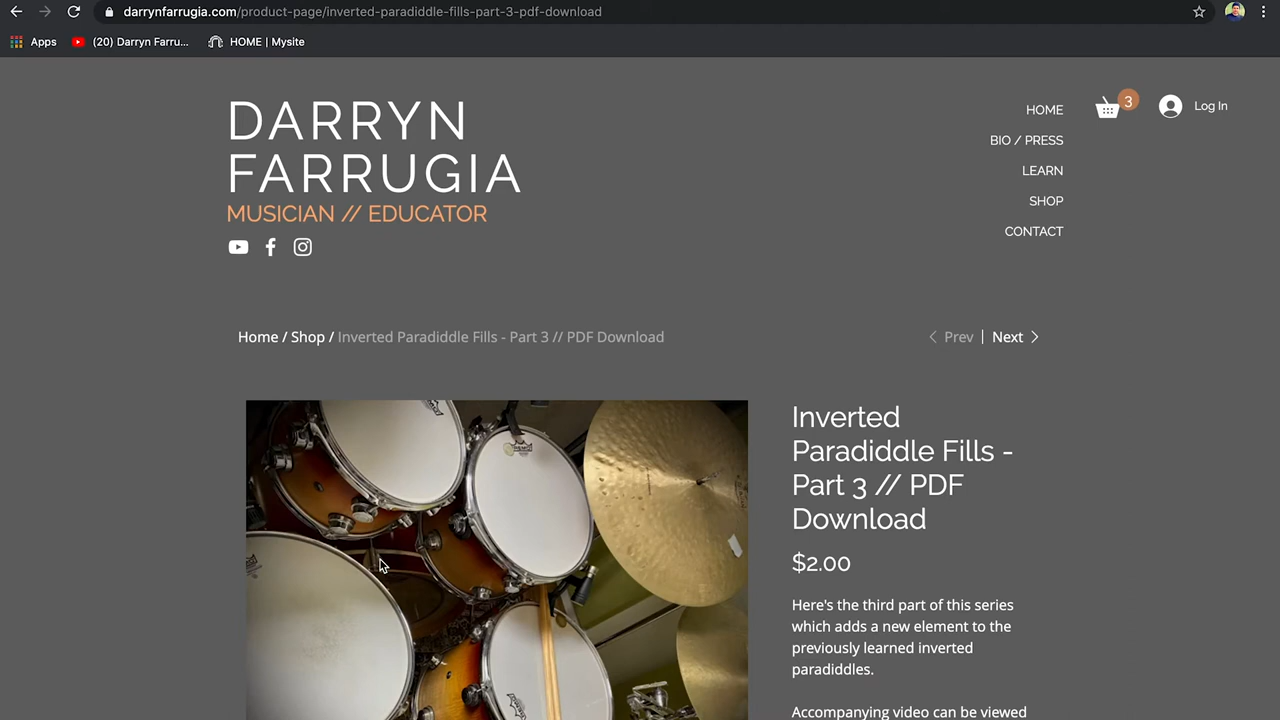 darrynfarrugia.com/product-page/inverted-paradiddle-fills-part-3-pdf-download
Apps
(20) Darryn Farru...
HOME | Mysite
DARRYN
FARRUGIA
MUSICIAN // EDUCATOR
HOME
BIO / PRESS
LEARN
SHOP
CONTACT
3
Log In
Home / Shop / Inverted Paradiddle Fills - Part 3 // PDF Download
Prev | Next
Inverted
Paradiddle Fills -
Part 3 // PDF
Download
$2.00
Here's the third part of this series
which adds a new element to the
previously learned inverted
paradiddles.
Accompanying video can be viewed